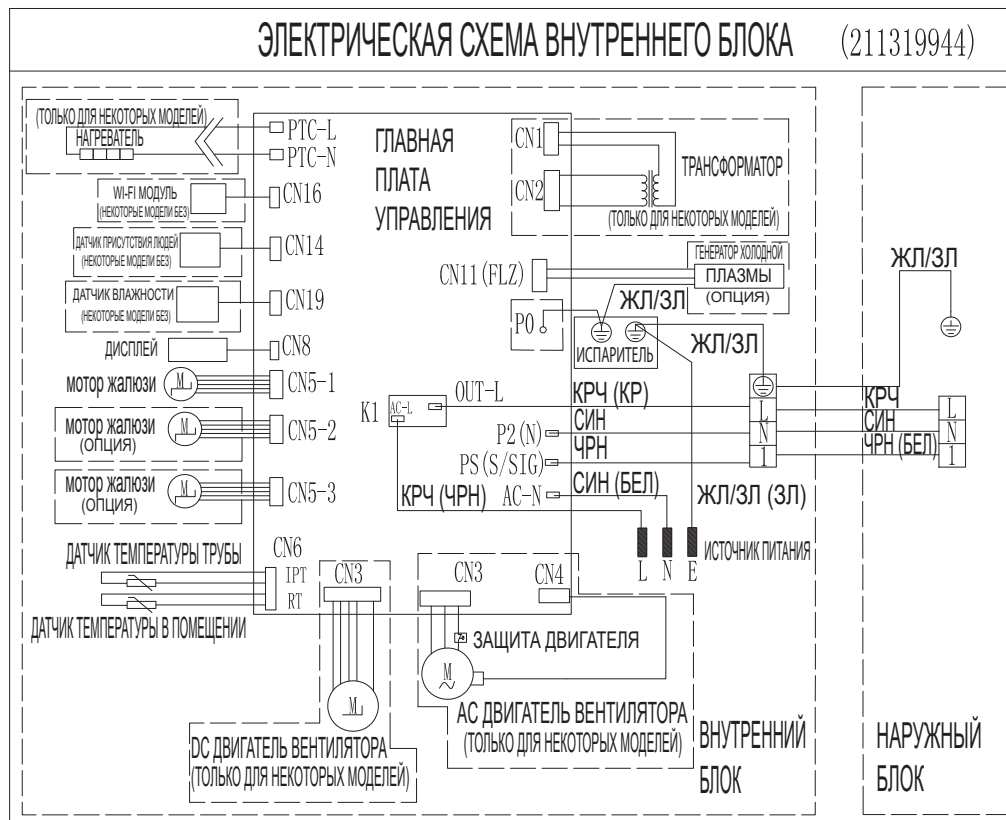 ЭЛЕКТРИЧЕСКАЯ СХЕМА ВНУТРЕННЕГО БЛОКА (211319944)
(ТОЛЬКО ДЛЯ НЕКОТОРЫХ МОДЕЛЕЙ)
НАГРЕВАТЕЛЬ
PTC-L
PTC-N
WI-FI МОДУЛЬ
(НЕКОТОРЫЕ МОДЕЛИ БЕЗ)
CN16
ДАТЧИК ПРИСУТСТВИЯ ЛЮДЕЙ
(НЕКОТОРЫЕ МОДЕЛИ БЕЗ)
CN14
ДАТЧИК ВЛАЖНОСТИ
(НЕКОТОРЫЕ МОДЕЛИ БЕЗ)
CN19
ДИСПЛЕЙ
CN8
мотор жалюзи
M
CN5-1
мотор жалюзи
(ОПЦИЯ)
M
CN5-2
мотор жалюзи
(ОПЦИЯ)
M
CN5-3
ДАТЧИК ТЕМПЕРАТУРЫ ТРУБЫ
CN6
IPT
RT
ДАТЧИК ТЕМПЕРАТУРЫ В ПОМЕЩЕНИИ
ГЛАВНАЯ
ПЛАТА
УПРАВЛЕНИЯ
CN1
CN2
ТРАНСФОРМАТОР
(ТОЛЬКО ДЛЯ НЕКОТОРЫХ МОДЕЛЕЙ)
CN11(FLZ)
ГЕНЕРАТОР ХОЛОДНОЙ
ПЛАЗМЫ
(ОПЦИЯ)
ЖЛ/ЗЛ
P0
ИСПАРИТЕЛЬ
ЖЛ/ЗЛ
K1
AC-L
OUT-L
КРЧ (КР)
P2(N)
СИН
PS(S/SIG)
ЧРН
КРЧ (ЧРН)
AC-N
СИН (БЕЛ)
ЖЛ/ЗЛ (ЗЛ)
L
N
1
L N E
ИСТОЧНИК ПИТАНИЯ
ЖЛ/ЗЛ
КРЧ
СИН
ЧРН (БЕЛ)
L
N
1
CN3
M
DC ДВИГАТЕЛЬ ВЕНТИЛЯТОРА
(ТОЛЬКО ДЛЯ НЕКОТОРЫХ МОДЕЛЕЙ)
CN3
CN4
ЗАЩИТА ДВИГАТЕЛЯ
M
AC ДВИГАТЕЛЬ ВЕНТИЛЯТОРА
(ТОЛЬКО ДЛЯ НЕКОТОРЫХ МОДЕЛЕЙ)
ВНУТРЕННИЙ
БЛОК
НАРУЖНЫЙ
БЛОК